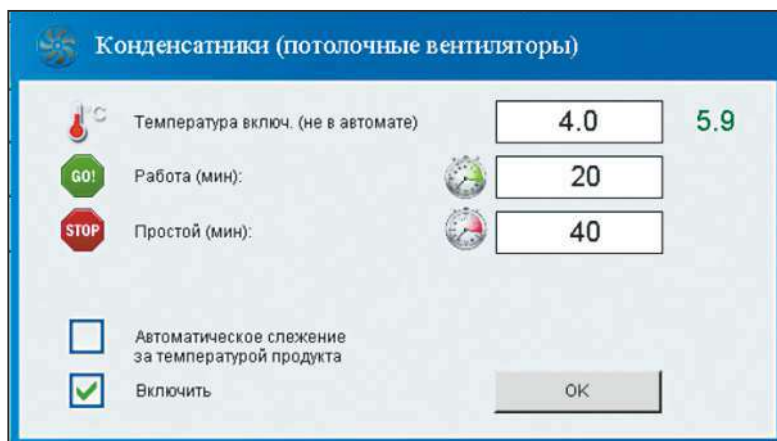 Конденсатники (потолочные вентиляторы)
°C Температура включ. (не в автомате) 4.0 5.9
GO! Работа (мин): 20
STOP Простой (мин): 40
Автоматическое слежение
за температурой продукта
Включить OK